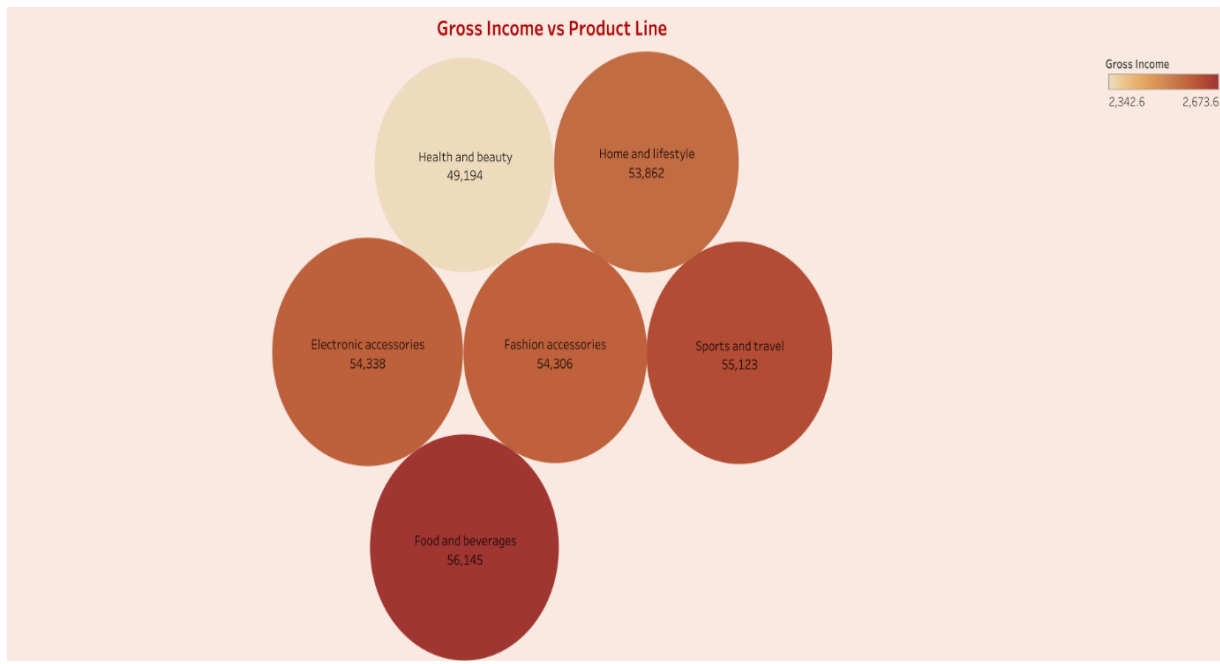 Gross Income vs Product Line
Gross Income
2,342.6 2,673.6
Health and beauty
49,194
Home and lifestyle
53,862
Electronic accessories
54,338
Fashion accessories
54,306
Sports and travel
55,123
Food and beverages
56,145